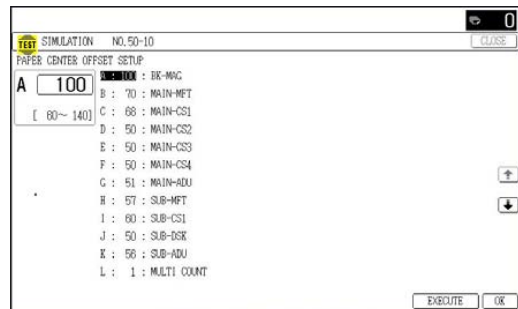 0
TEST SIMULATION NO.50-10
CLOSE
PAPER CENTER OFFSET SETUP
A 100
[ 60~ 140]
A : 100 : BK-MAG
B : 70 : MAIN-MFT
C : 68 : MAIN-CS1
D : 50 : MAIN-CS2
E : 50 : MAIN-CS3
F : 50 : MAIN-CS4
G : 51 : MAIN-ADU
H : 57 : SUB-MFT
I : 60 : SUB-CS1
J : 50 : SUB-DSK
K : 56 : SUB-ADU
L : 1 : MULTI COUNT
EXECUTE
OK